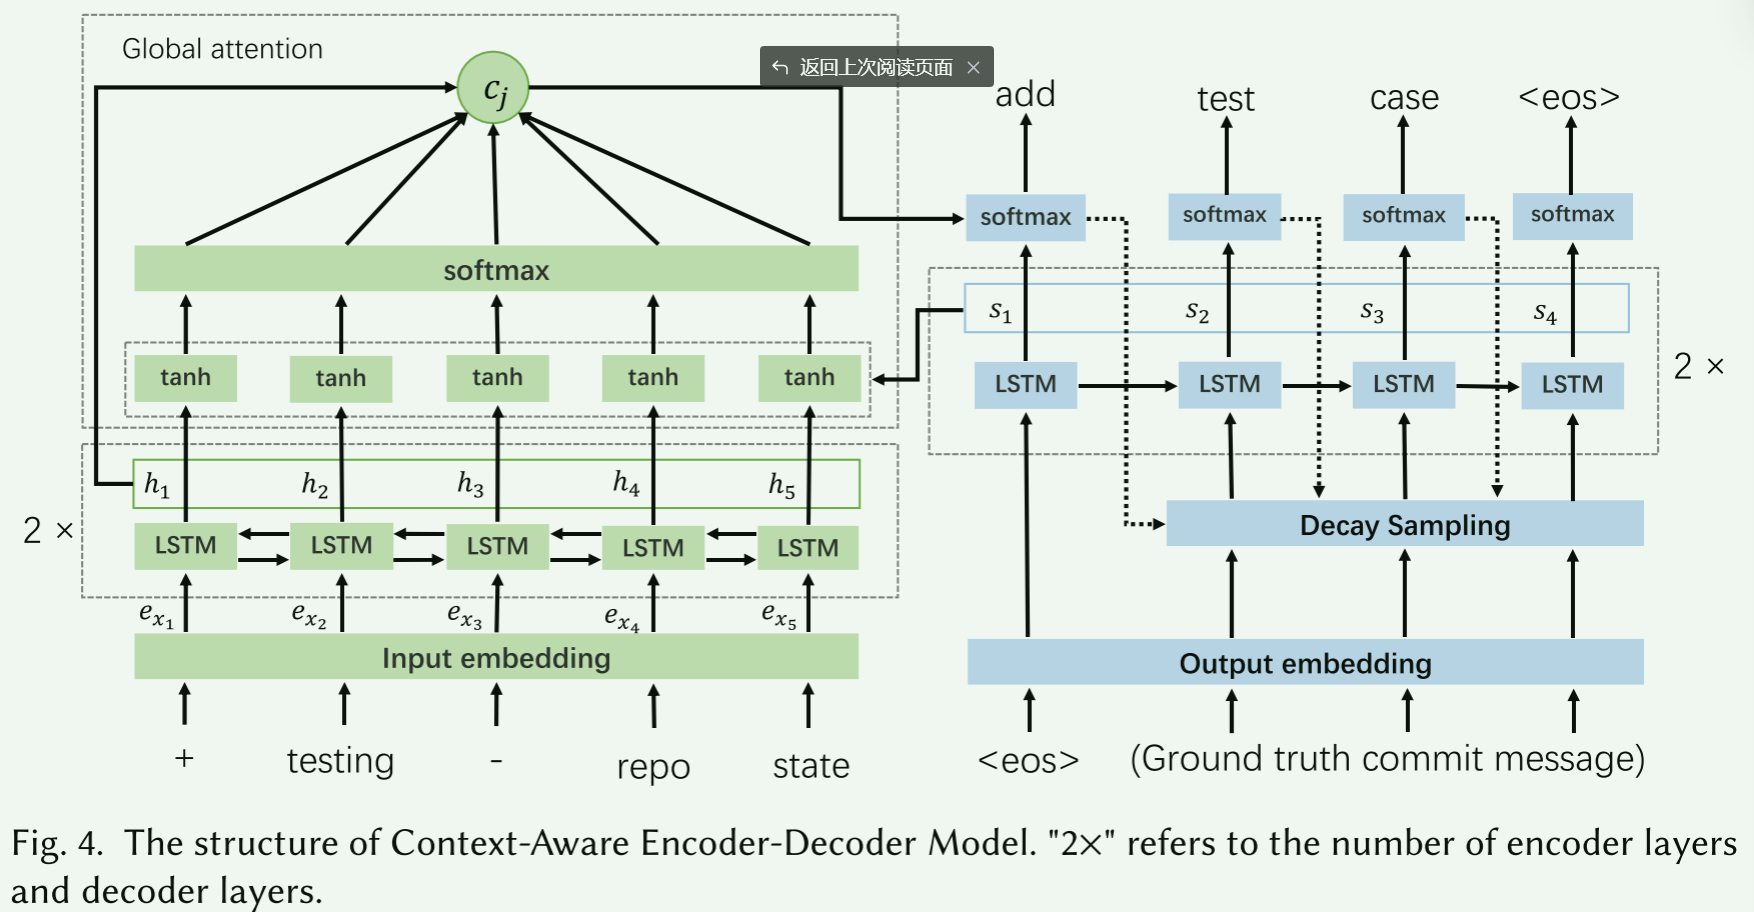 Global attention
返回上次阅读页面 ×
c_j
add test case <eos>
softmax softmax softmax softmax
softmax
s_1 s_2 s_3 s_4
2 ×
tanh tanh tanh tanh tanh
LSTM LSTM LSTM LSTM
h_1 h_2 h_3 h_4 h_5
2 ×
LSTM LSTM LSTM LSTM LSTM
Decay Sampling
e_{x_1} e_{x_2} e_{x_3} e_{x_4} e_{x_5}
Input embedding
Output embedding
+ testing - repo state
<eos> (Ground truth commit message)
Fig. 4. The structure of Context-Aware Encoder-Decoder Model. "2×" refers to the number of encoder layers
and decoder layers.